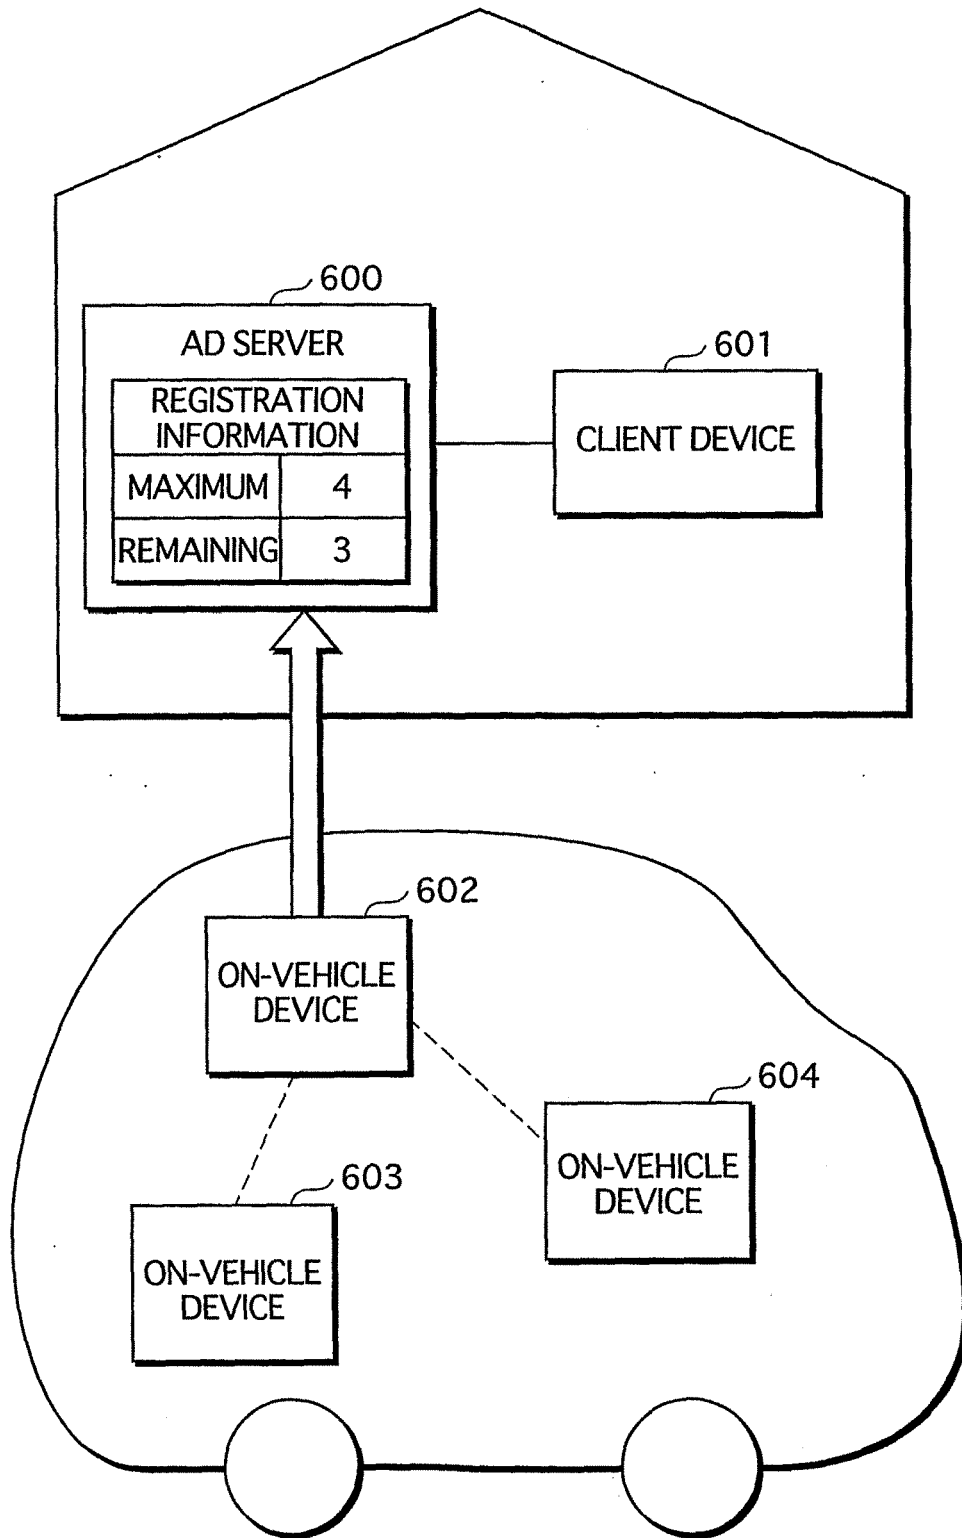 600
AD SERVER
REGISTRATION
INFORMATION
MAXIMUM 4
REMAINING 3
601
CLIENT DEVICE
602
ON-VEHICLE
DEVICE
604
ON-VEHICLE
DEVICE
603
ON-VEHICLE
DEVICE